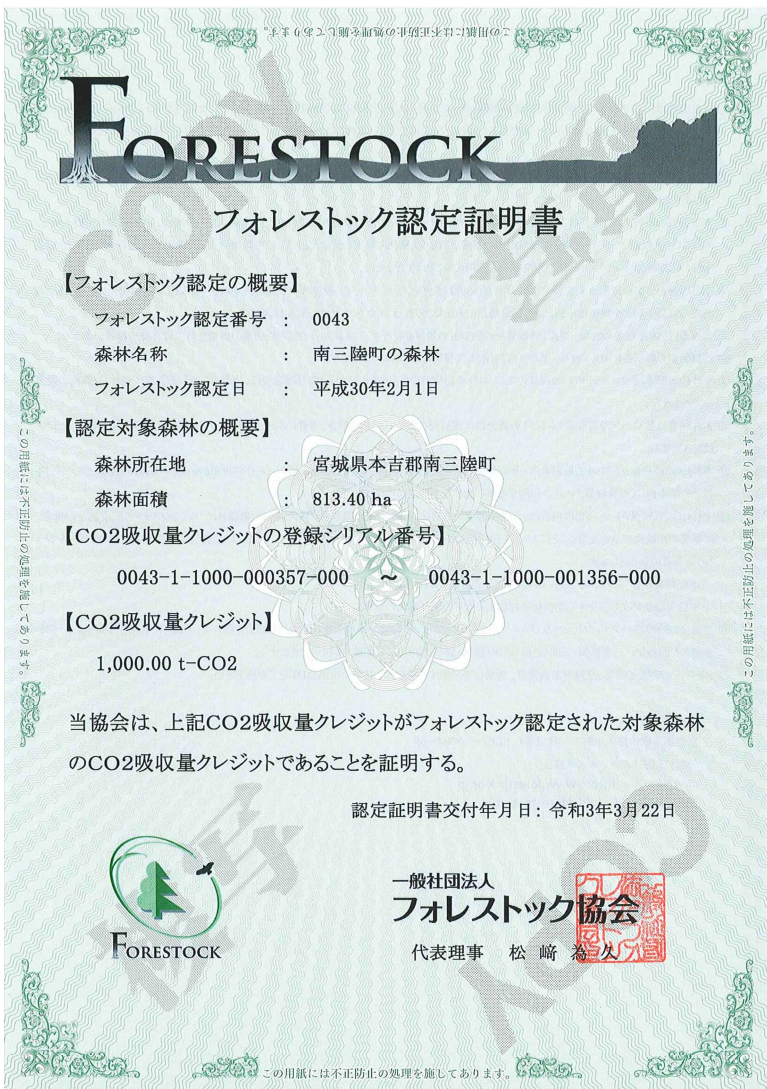 この用紙には不正防止の処理を施してあります。
FORESTOCK
COPY
複写
フォレストック認定証明書
【フォレストック認定の概要】
フォレストック認定番号 : 0043
森林名称 : 南三陸町の森林
フォレストック認定日 : 平成30年2月1日
【認定対象森林の概要】
森林所在地 : 宮城県本吉郡南三陸町
森林面積 : 813.40 ha
【CO2吸収量クレジットの登録シリアル番号】
0043-1-1000-000357-000 ~ 0043-1-1000-001356-000
【CO2吸収量クレジット】
1,000.00 t-CO2
当協会は、上記CO2吸収量クレジットがフォレストック認定された対象森林
のCO2吸収量クレジットであることを証明する。
認定証明書交付年月日: 令和3年3月22日
この用紙には不正防止の処理を施してあります。
この用紙には不正防止の処理を施してあります。
複写
COPY
FORESTOCK
一般社団法人
フォレストック協会
代表理事 松﨑 為久
この用紙には不正防止の処理を施してあります。